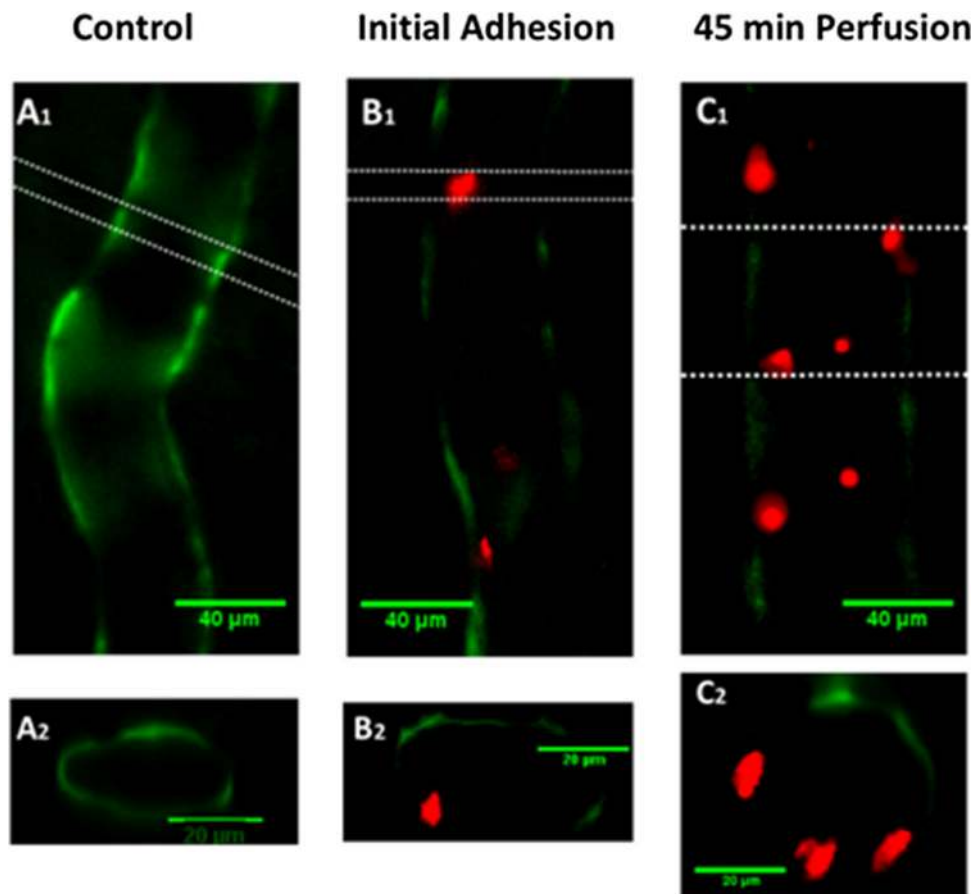 Control
Initial Adhesion
45 min Perfusion
A1
B1
C1
40 µm
40 µm
40 µm
A2
B2
C2
20 µm
20 µm
20 µm